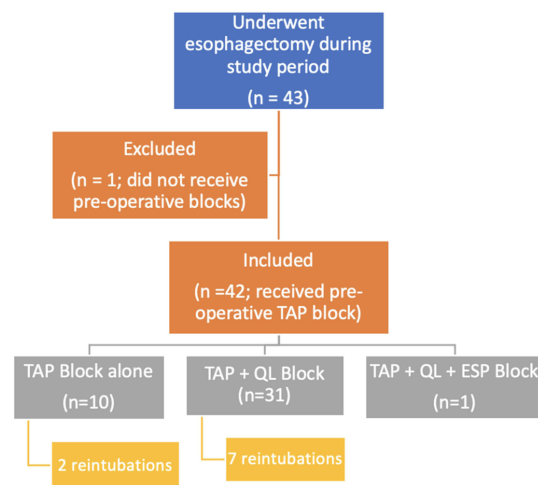 Underwent
esophagectomy during
study period
(n = 43)
Excluded
(n = 1; did not receive
pre-operative blocks)
Included
(n =42; received pre-
operative TAP block)
TAP Block alone
(n=10)
TAP + QL Block
(n=31)
TAP + QL + ESP Block
(n=1)
2 reintubations
7 reintubations